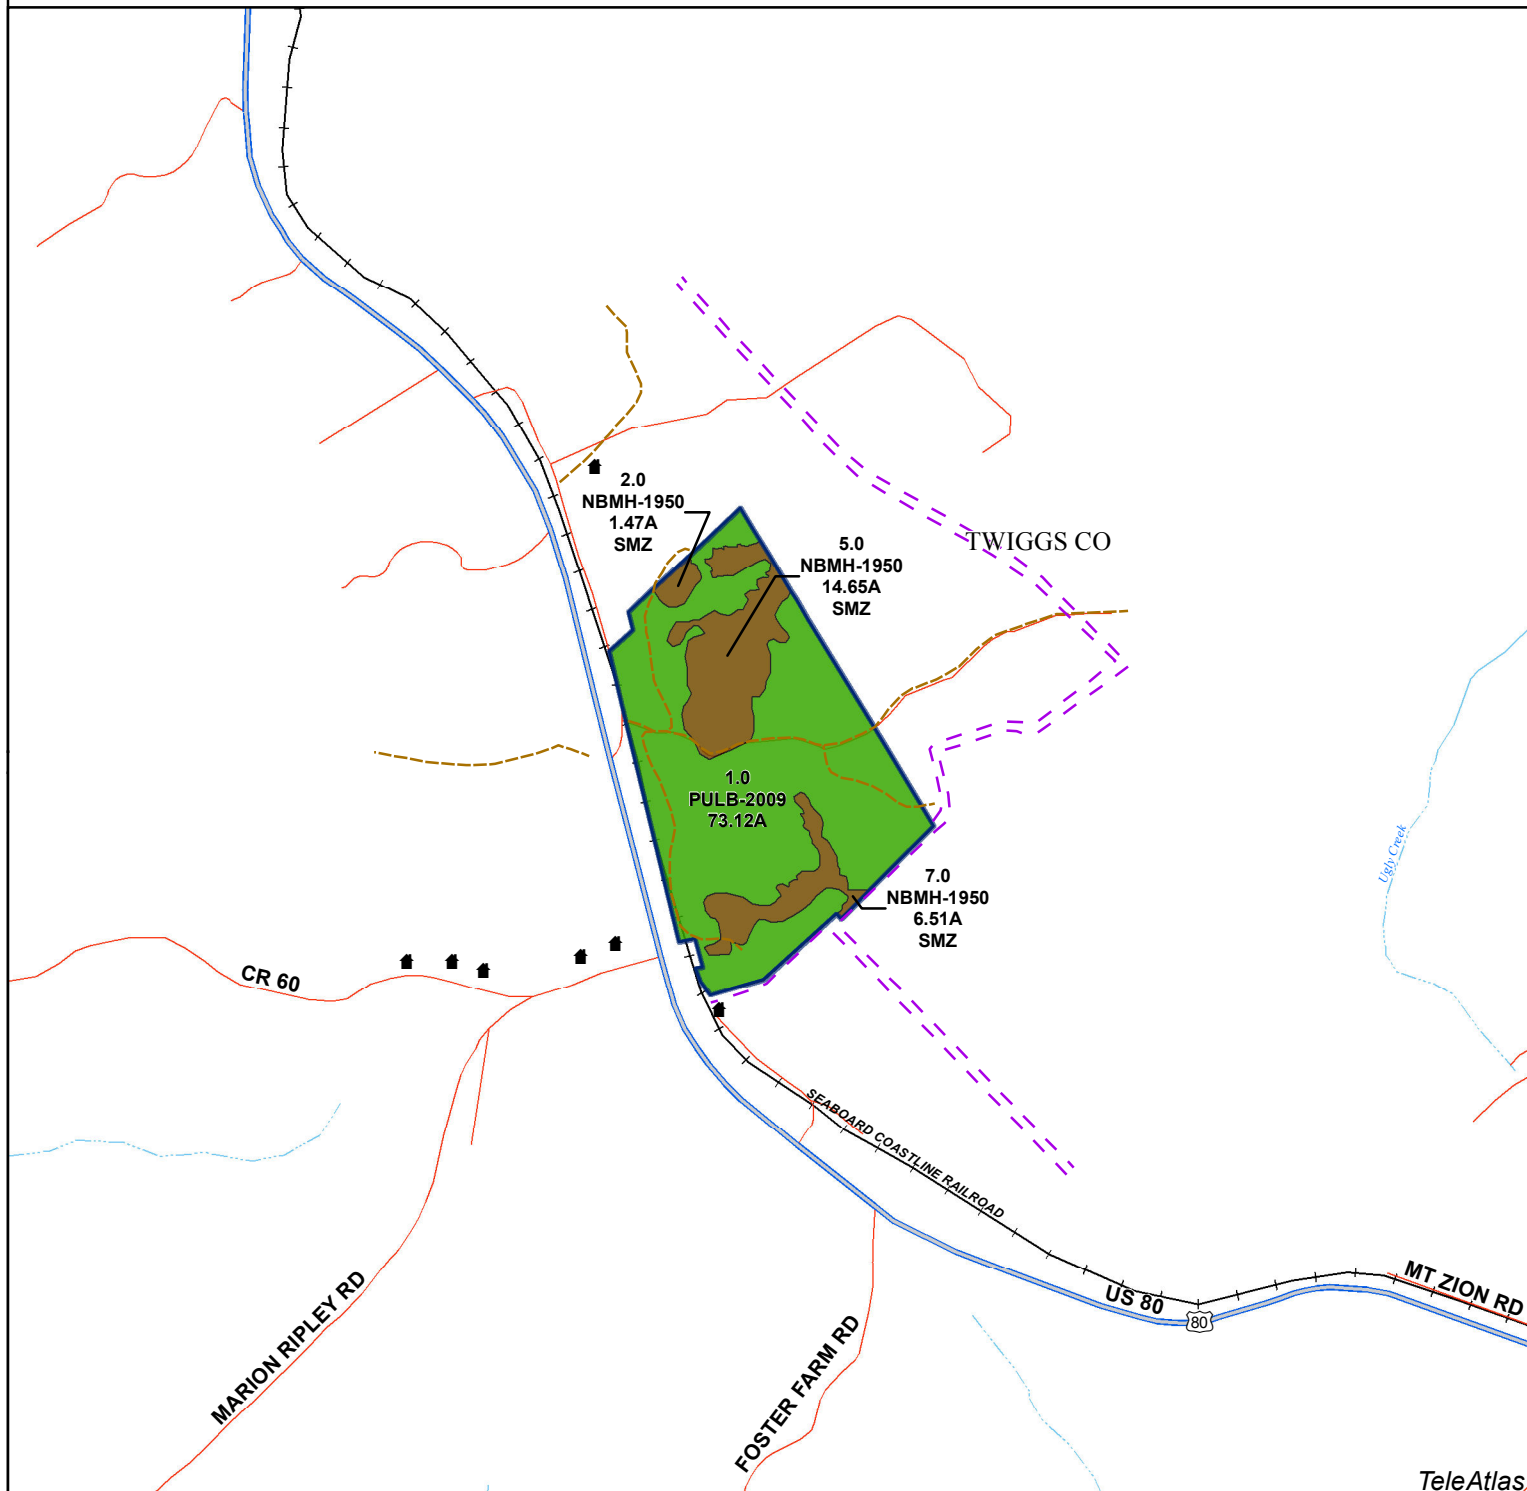 2.0
NBMH-1950
1.47A
SMZ
5.0
NBMH-1950
14.65A
SMZ
TWIGGS CO
1.0
PULB-2009
73.12A
7.0
NBMH-1950
6.51A
SMZ
Ugly Creek
CR 60
SEABOARD COASTLINE RAILROAD
MARION RIPLEY RD
FOSTER FARM RD
US 80
80
MT ZION RD
TeleAtlas